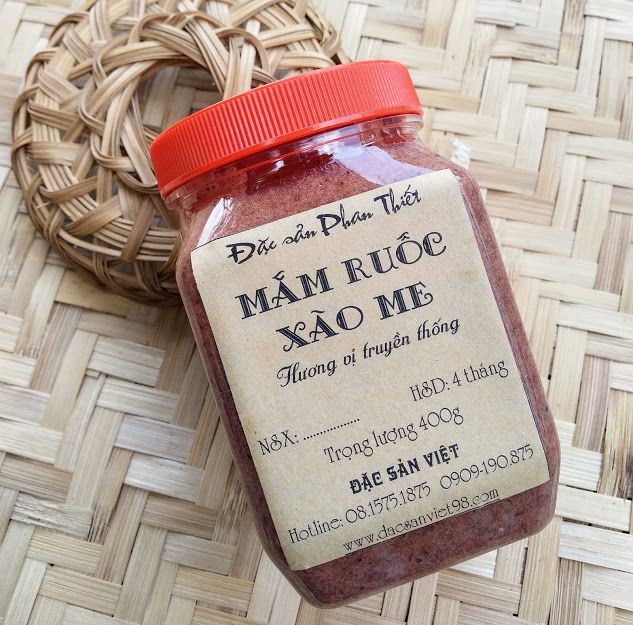 Đặc sản Phan Thiết
MẮM RUỐC
XÀO ME
Hương vị truyền thống
HSD: 4 tháng
NSX: ................
Trọng lượng 400g
ĐẶC SẢN VIỆT
Hotline: 08.1575.1875 0909-190.875
www.dacsanviet98.com